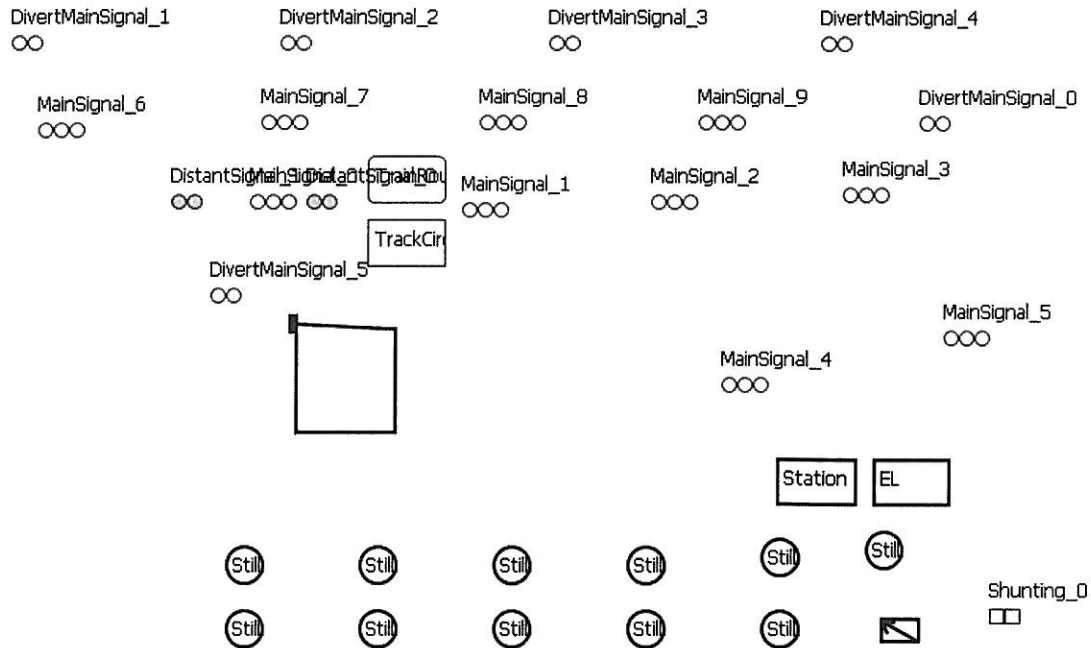 DivertMainSignal_1 DivertMainSignal_2 DivertMainSignal_3 DivertMainSignal_4
MainSignal_6 MainSignal_7 MainSignal_8 MainSignal_9 DivertMainSignal_0
MainSignal_1 MainSignal_2 MainSignal_3
TrackCir
DivertMainSignal_5
MainSignal_5
MainSignal_4
Station EL
Still Still Still Still Still Still
Shunting_0
Still Still Still Still Still